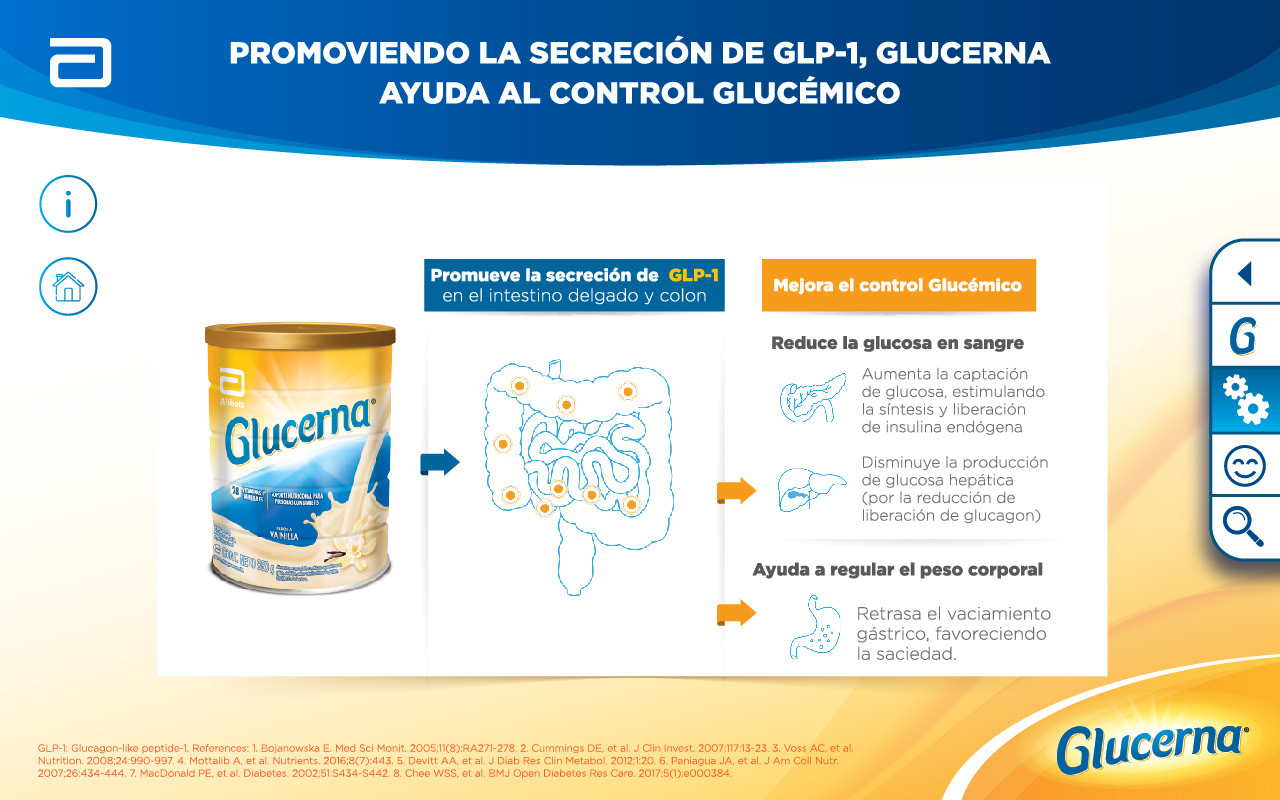 PROMOVIENDO LA SECRECIÓN DE GLP-1, GLUCERNA
AYUDA AL CONTROL GLUCÉMICO
i
Promueve la secreción de GLP-1
en el intestino delgado y colon
Mejora el control Glucémico
Reduce la glucosa en sangre
Aumenta la captación
de glucosa, estimulando
la síntesis y liberación
de insulina endógena
Disminuye la producción
de glucosa hepática
(por la reducción de
liberación de glucagon)
Ayuda a regular el peso corporal
Retrasa el vaciamiento
gástrico, favoreciendo
la saciedad.
Abbott
Glucerna®
28 VITAMINAS Y
MINERALES
PERSONAS CON DIABETES
SABOR A
VAINILLA
CONT. NETO
G
GLP-1: Glucagon-like peptide-1. References: 1. Bojanowska E. Med Sci Monit. 2005;11(8):RA271-278. 2. Cummings DE, et al. J Clin Invest. 2007;117:13-23. 3. Voss AC, et al.
Nutrition. 2008;24:990-997. 4. Mottalib A, et al. Nutrients. 2016;8(7):443. 5. Devitt AA, et al. J Diab Res Clin Metabol. 2012;1:20. 6. Paniagua JA, et al. J Am Coll Nutr.
2007;26:434-444. 7. MacDonald PE, et al. Diabetes. 2002;51:S434-S442. 8. Chee WSS, et al. BMJ Open Diabetes Res Care. 2017;5(1):e000384.
Glucerna®